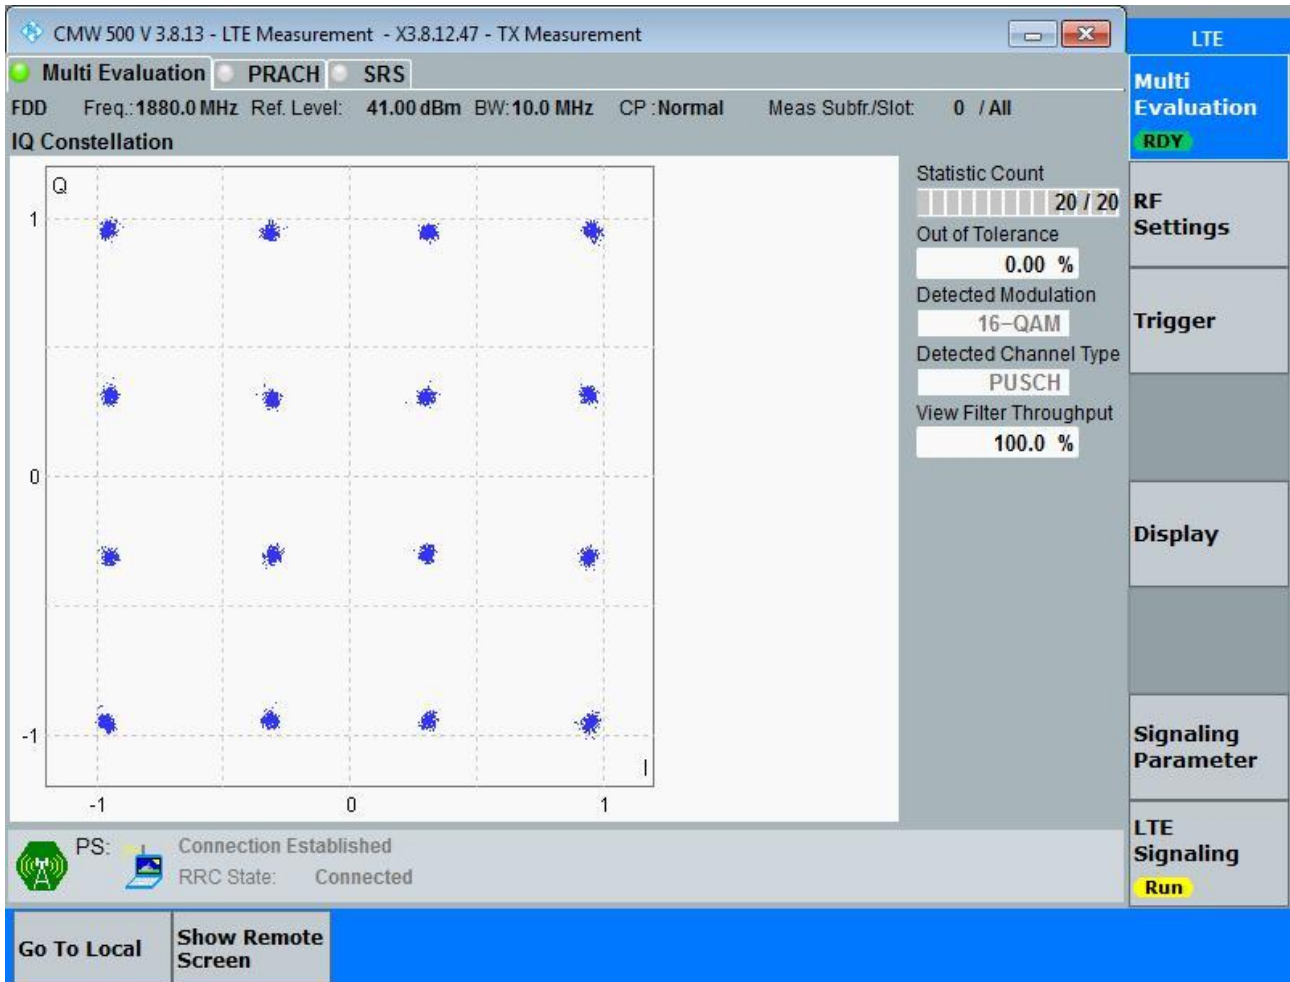 CMW 500 V 3.8.13 - LTE Measurement - X3.8.12.47 - TX Measurement
LTE
Multi Evaluation PRACH SRS
FDD Freq.:1880.0 MHz Ref. Level: 41.00 dBm BW:10.0 MHz CP :Normal Meas Subfr./Slot: 0 / All
IQ Constellation
Q
1
0
-1
I
-1 0 1
Statistic Count
20 / 20
Out of Tolerance
0.00 %
Detected Modulation
16-QAM
Detected Channel Type
PUSCH
View Filter Throughput
100.0 %
Multi
Evaluation
RDY
RF
Settings
Trigger
Display
Signaling
Parameter
LTE
Signaling
Run
PS: Connection Established
RRC State: Connected
Go To Local
Show Remote
Screen